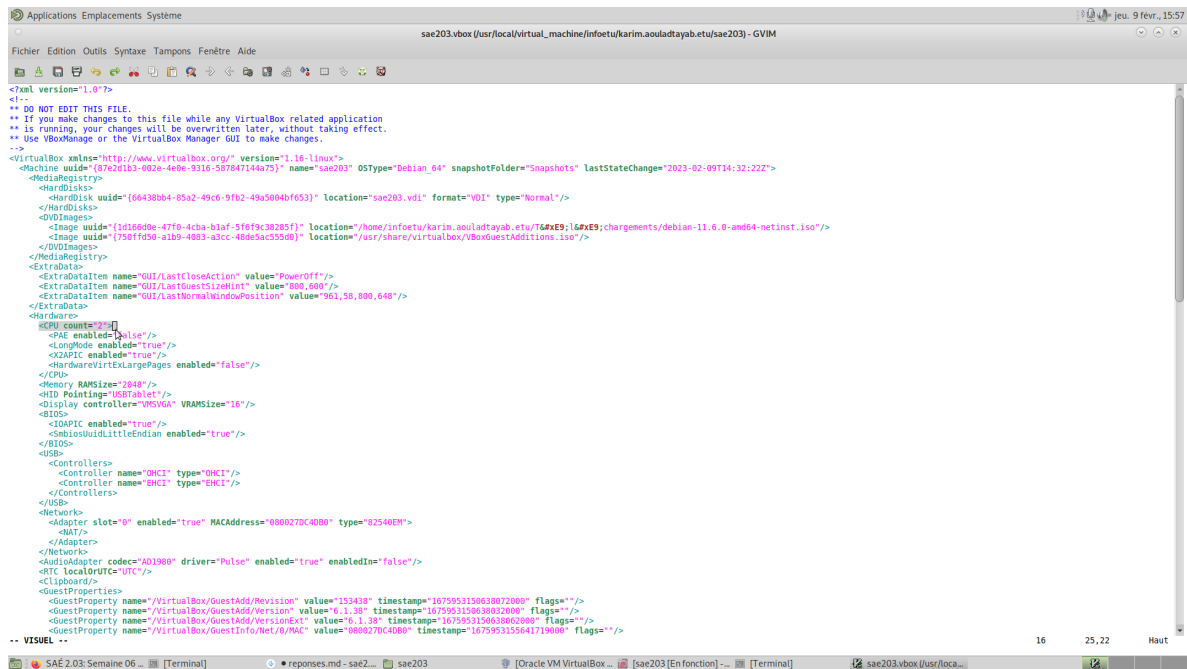 Applications Emplacements Système
jeu. 9 févr., 15:57
sae203.vbox (/usr/local/virtual_machine/infoetu/karim.aouladtayab.etu/sae203) - GVIM
Fichier Edition Outils Syntaxe Tampons Fenêtre Aide
<?xml version="1.0"?>
<!--
** DO NOT EDIT THIS FILE.
** If you make changes to this file while any VirtualBox related application
** is running, your changes will be overwritten later, without taking effect.
** Use VBoxManage or the VirtualBox Manager GUI to make changes.
-->
<VirtualBox xmlns="http://www.virtualbox.org/" version="1.16-linux">
<Machine uuid="{87e2d1b3-002e-4e0e-9316-587847144a75}" name="sae203" OSType="Debian_64" snapshotFolder="Snapshots" lastStateChange="2023-02-09T14:32:22Z">
<MediaRegistry>
<HardDisks>
<HardDisk uuid="{66438bb4-85a2-49c6-9fb2-49a5004bf653}" location="sae203.vdi" format="VDI" type="Normal"/>
</HardDisks>
<DVDImages>
<Image uuid="{1d166d0e-47f0-4cba-b1af-5f6f9c38285f}" location="/home/infoetu/karim.aouladtayab.etu/T&#xE9;l&#xE9;chargements/debian-11.6.0-amd64-netinst.iso"/>
<Image uuid="{750ffd50-a1b9-4083-a3cc-48de5ac555d0}" location="/usr/share/virtualbox/VBoxGuestAdditions.iso"/>
</DVDImages>
</MediaRegistry>
<ExtraData>
<ExtraDataItem name="GUI/LastCloseAction" value="PowerOff"/>
<ExtraDataItem name="GUI/LastGuestSizeHint" value="800,600"/>
<ExtraDataItem name="GUI/LastNormalWindowPosition" value="961,58,800,648"/>
</ExtraData>
<Hardware>
<CPU count="2">
<PAE enabled="false"/>
<LongMode enabled="true"/>
<X2APIC enabled="true"/>
<HardwareVirtExLargePages enabled="false"/>
</CPU>
<Memory RAMSize="2048"/>
<HID Pointing="USBTablet"/>
<Display controller="VMSVGA" VRAMSize="16"/>
<BIOS>
<IOAPIC enabled="true"/>
<SmbiosUuidLittleEndian enabled="true"/>
</BIOS>
<USB>
<Controllers>
<Controller name="OHCI" type="OHCI"/>
<Controller name="EHCI" type="EHCI"/>
</Controllers>
</USB>
<Network>
<Adapter slot="0" enabled="true" MACAddress="080027DC4DB0" type="82540EM">
<NAT/>
</Adapter>
</Network>
<AudioAdapter codec="AD1980" driver="Pulse" enabled="true" enabledIn="false"/>
<RTC localOrUTC="UTC"/>
<Clipboard/>
<GuestProperties>
<GuestProperty name="/VirtualBox/GuestAdd/Revision" value="153438" timestamp="1675953150638072000" flags=""/>
<GuestProperty name="/VirtualBox/GuestAdd/Version" value="6.1.38" timestamp="1675953150638032000" flags=""/>
<GuestProperty name="/VirtualBox/GuestAdd/VersionExt" value="6.1.38" timestamp="1675953150638062000" flags=""/>
<GuestProperty name="/VirtualBox/GuestInfo/Net/0/MAC" value="080027DC4DB0" timestamp="1675953155641719000" flags=""/>
-- VISUEL -- 16 25,22 Haut
SAÉ 2.03: Semaine 06 ... [Terminal] ● reponses.md - saé2.... sae203 [Oracle VM VirtualBox ... [sae203 [En fonction] -... [Terminal] sae203.vbox (/usr/loca...